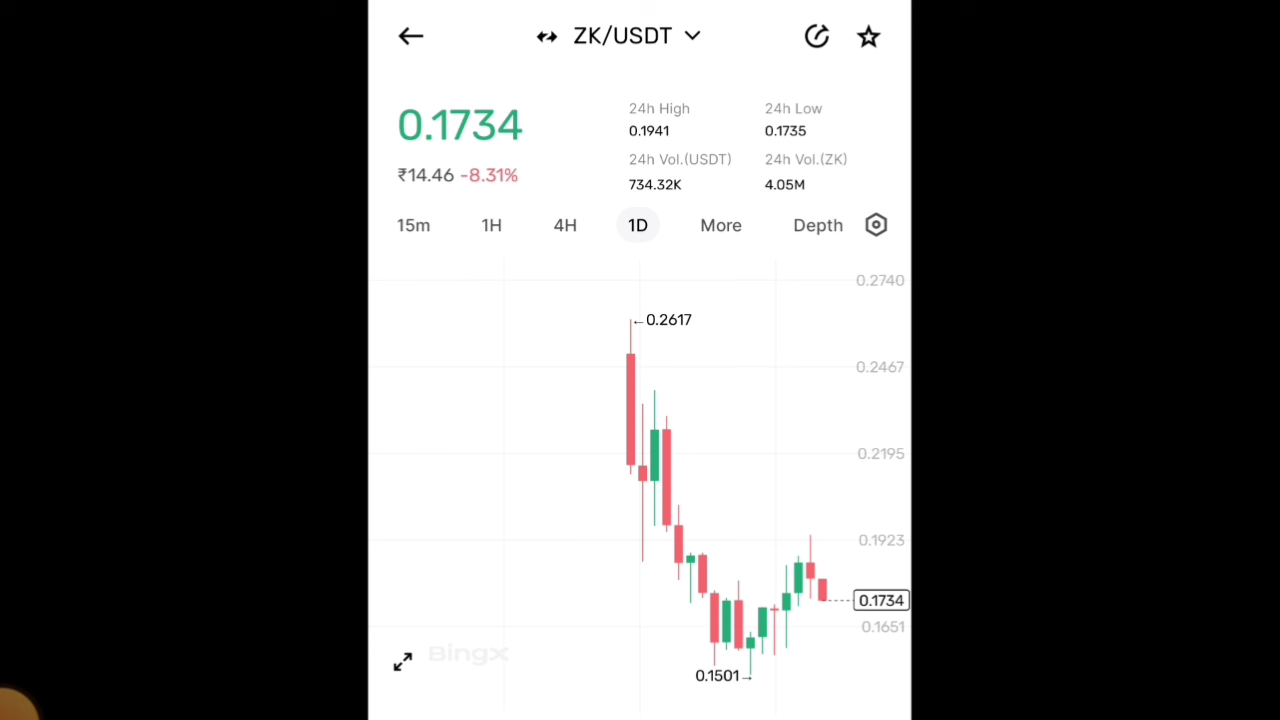 ZK/USDT
0.1734
₹14.46 -8.31%
24h High
0.1941
24h Low
0.1735
24h Vol.(USDT)
734.32K
24h Vol.(ZK)
4.05M
15m 1H 4H 1D More Depth
0.2740
←0.2617
0.2467
0.2195
0.1923
0.1734
0.1651
BingX
0.1501→